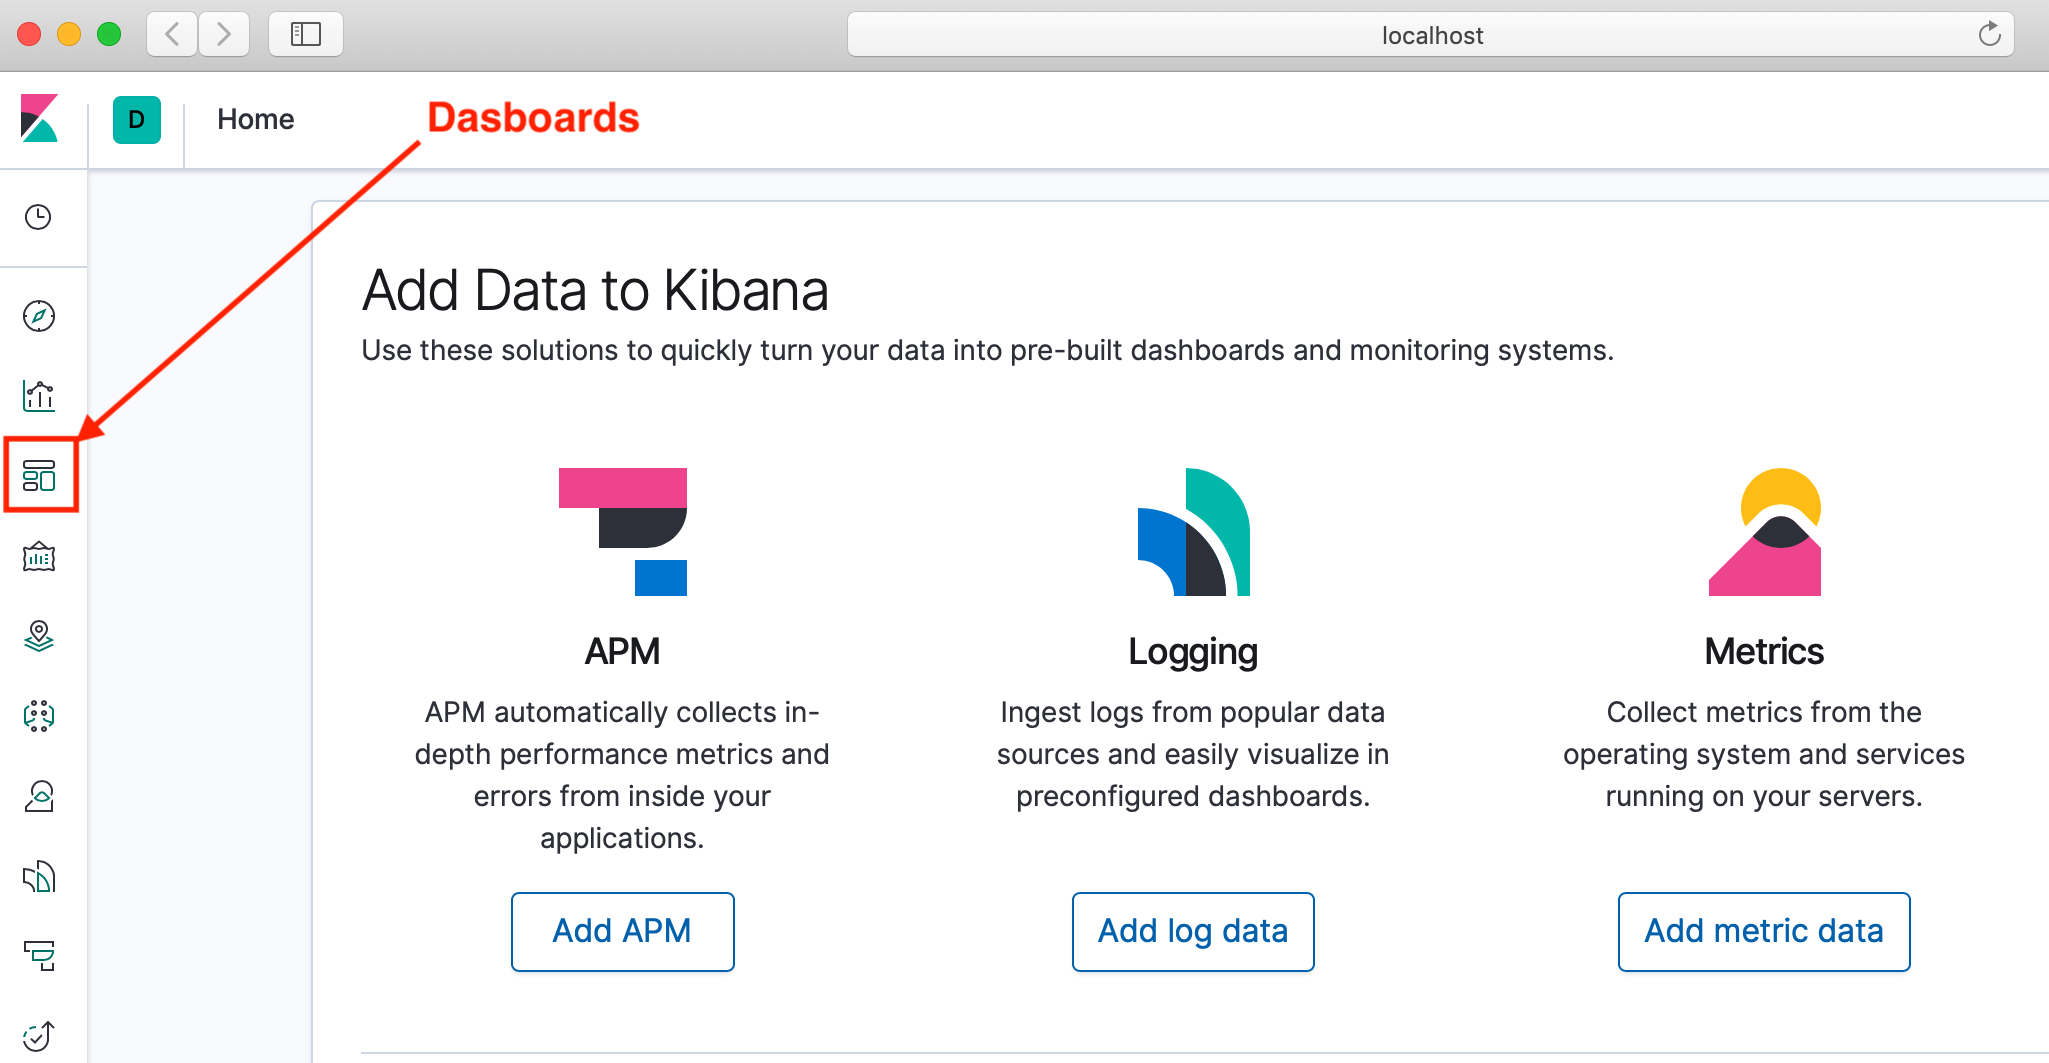 localhost
D
Home
Dasboards
Add Data to Kibana
Use these solutions to quickly turn your data into pre-built dashboards and monitoring systems.
APM
APM automatically collects in-
depth performance metrics and
errors from inside your
applications.
Add APM
Logging
Ingest logs from popular data
sources and easily visualize in
preconfigured dashboards.
Add log data
Metrics
Collect metrics from the
operating system and services
running on your servers.
Add metric data